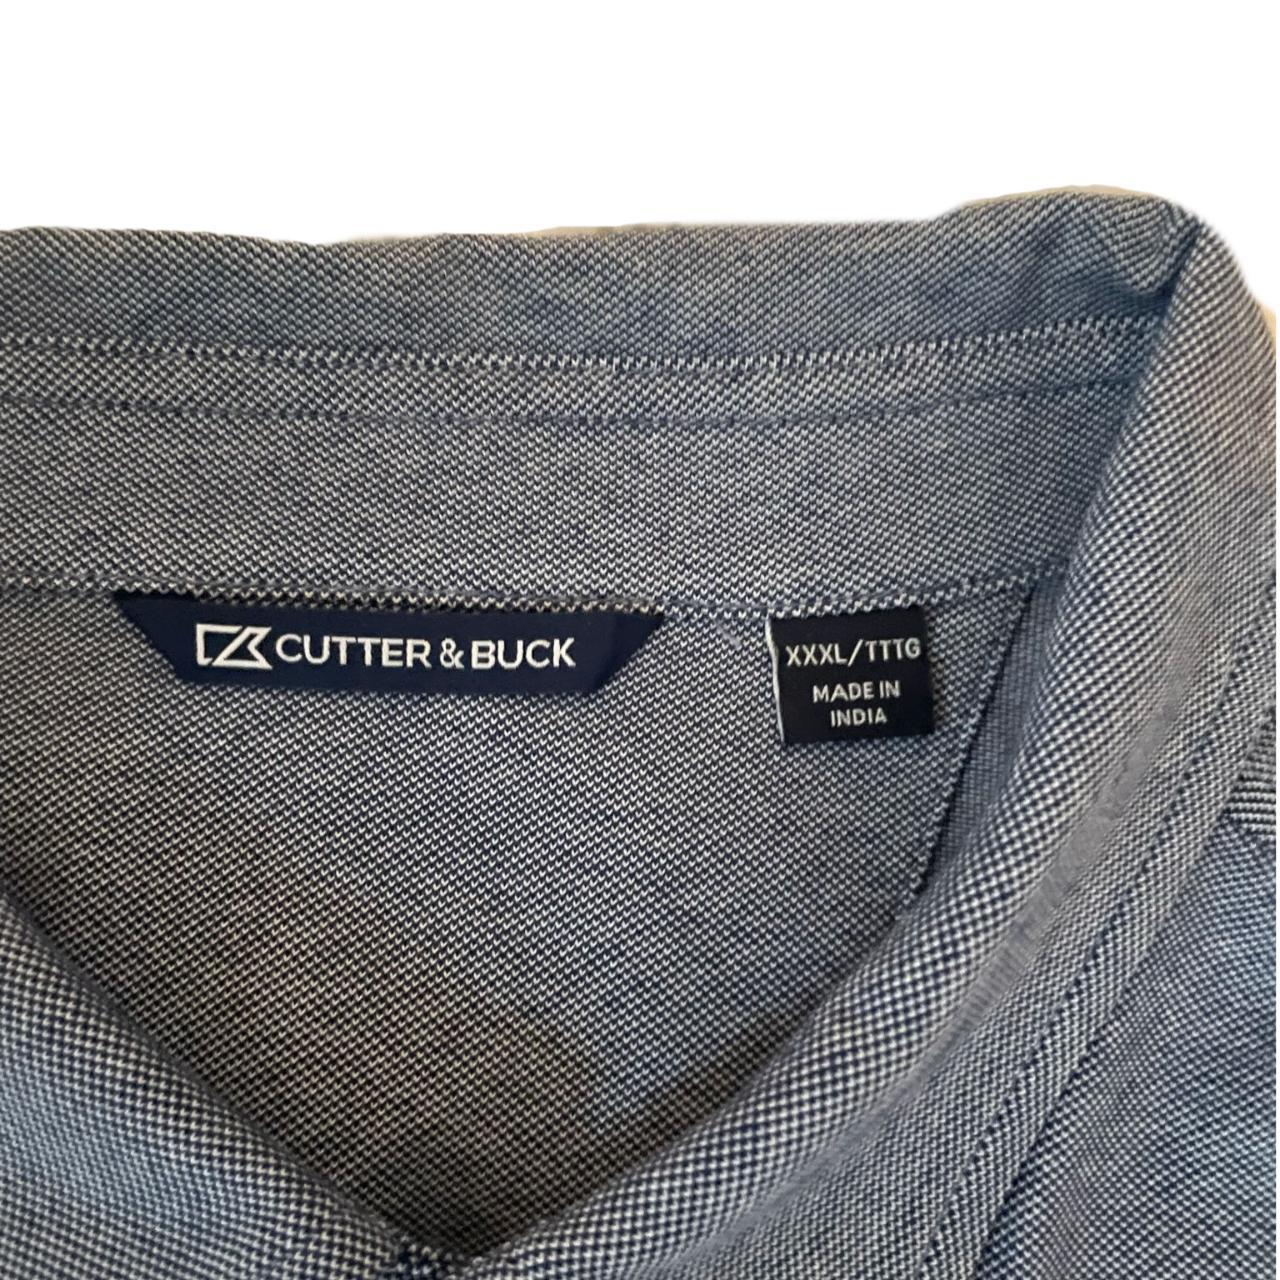 CUTTER & BUCK
XXXL/TTTG
MADE IN
INDIA